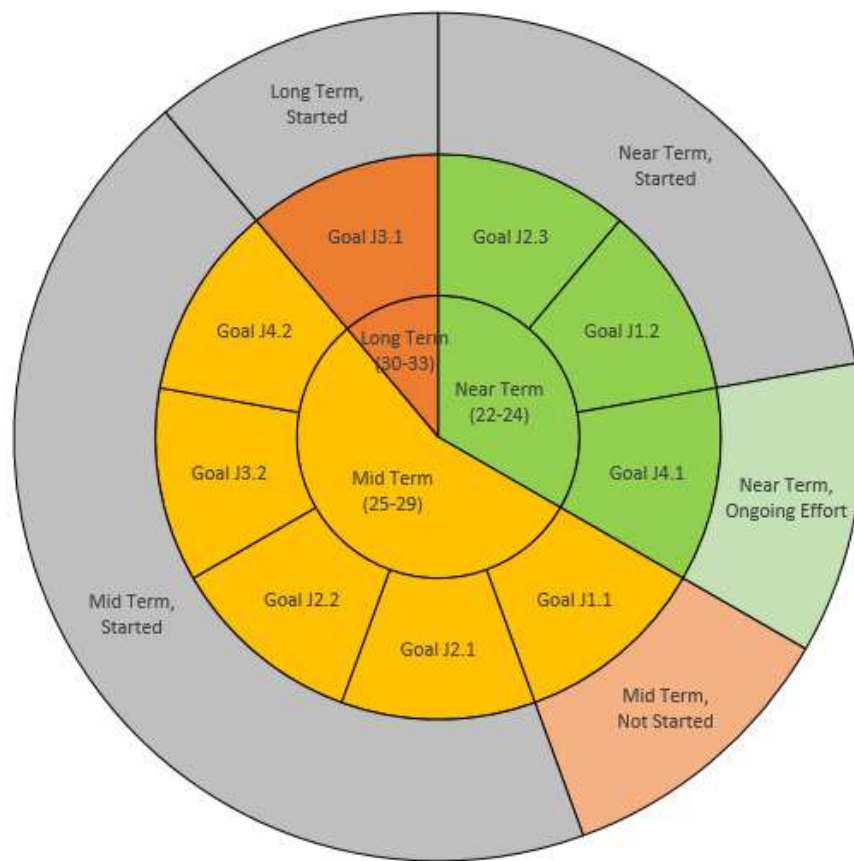 Long Term,
Started
Near Term,
Started
Goal J3.1
Goal J2.3
Goal J4.2
Goal J1.2
Long Term
(30-33)
Near Term
(22-24)
Goal J3.2
Goal J4.1
Mid Term
(25-29)
Near Term,
Ongoing Effort
Goal J2.2
Goal J1.1
Mid Term,
Started
Goal J2.1
Mid Term,
Not Started